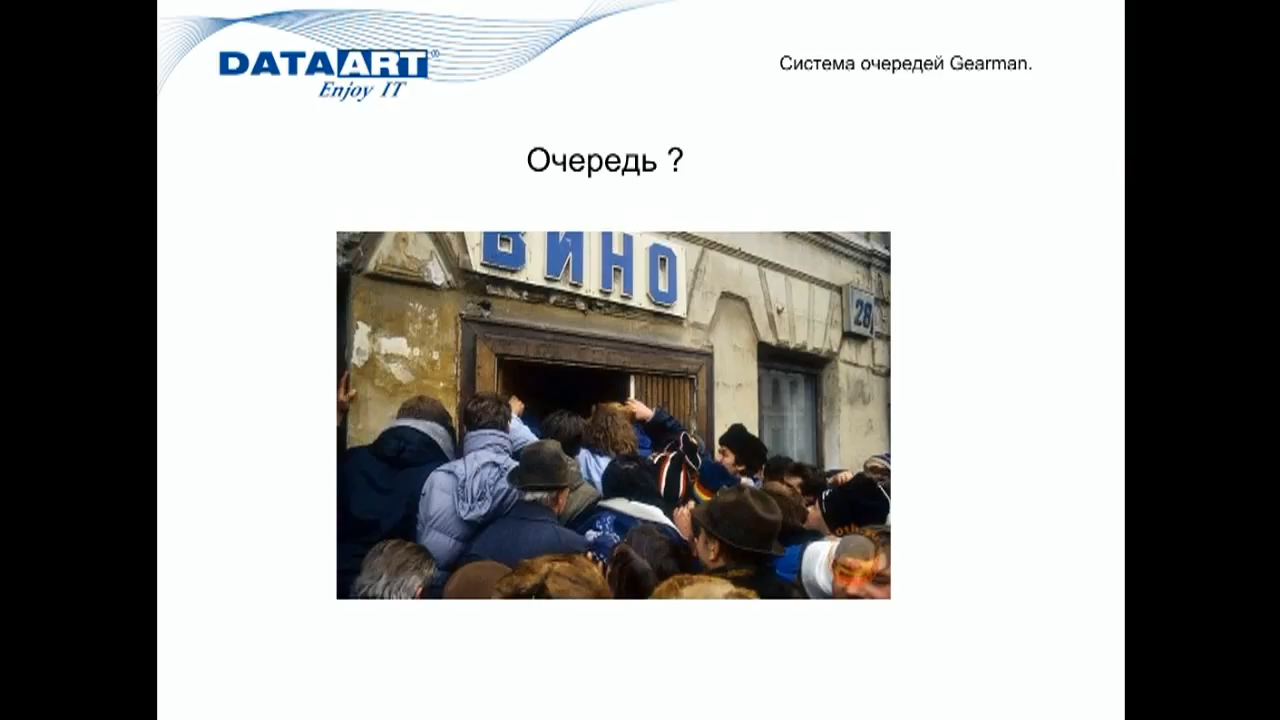 DATAART®
Enjoy IT
Система очередей Gearman.
Очередь ?
ВИНО
28